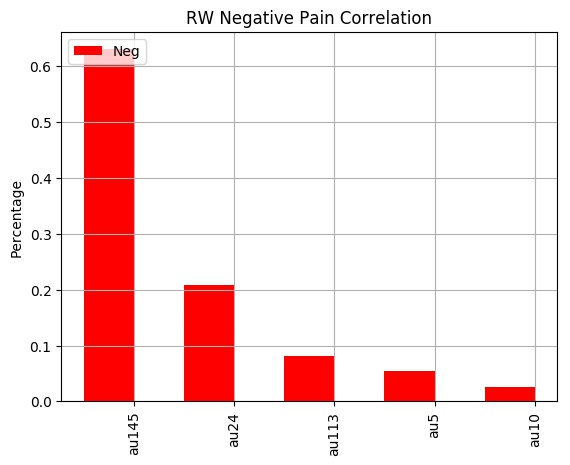 RW Negative Pain Correlation
Neg
Percentage
0.6
0.5
0.4
0.3
0.2
0.1
0.0
au145
au24
au113
au5
au10